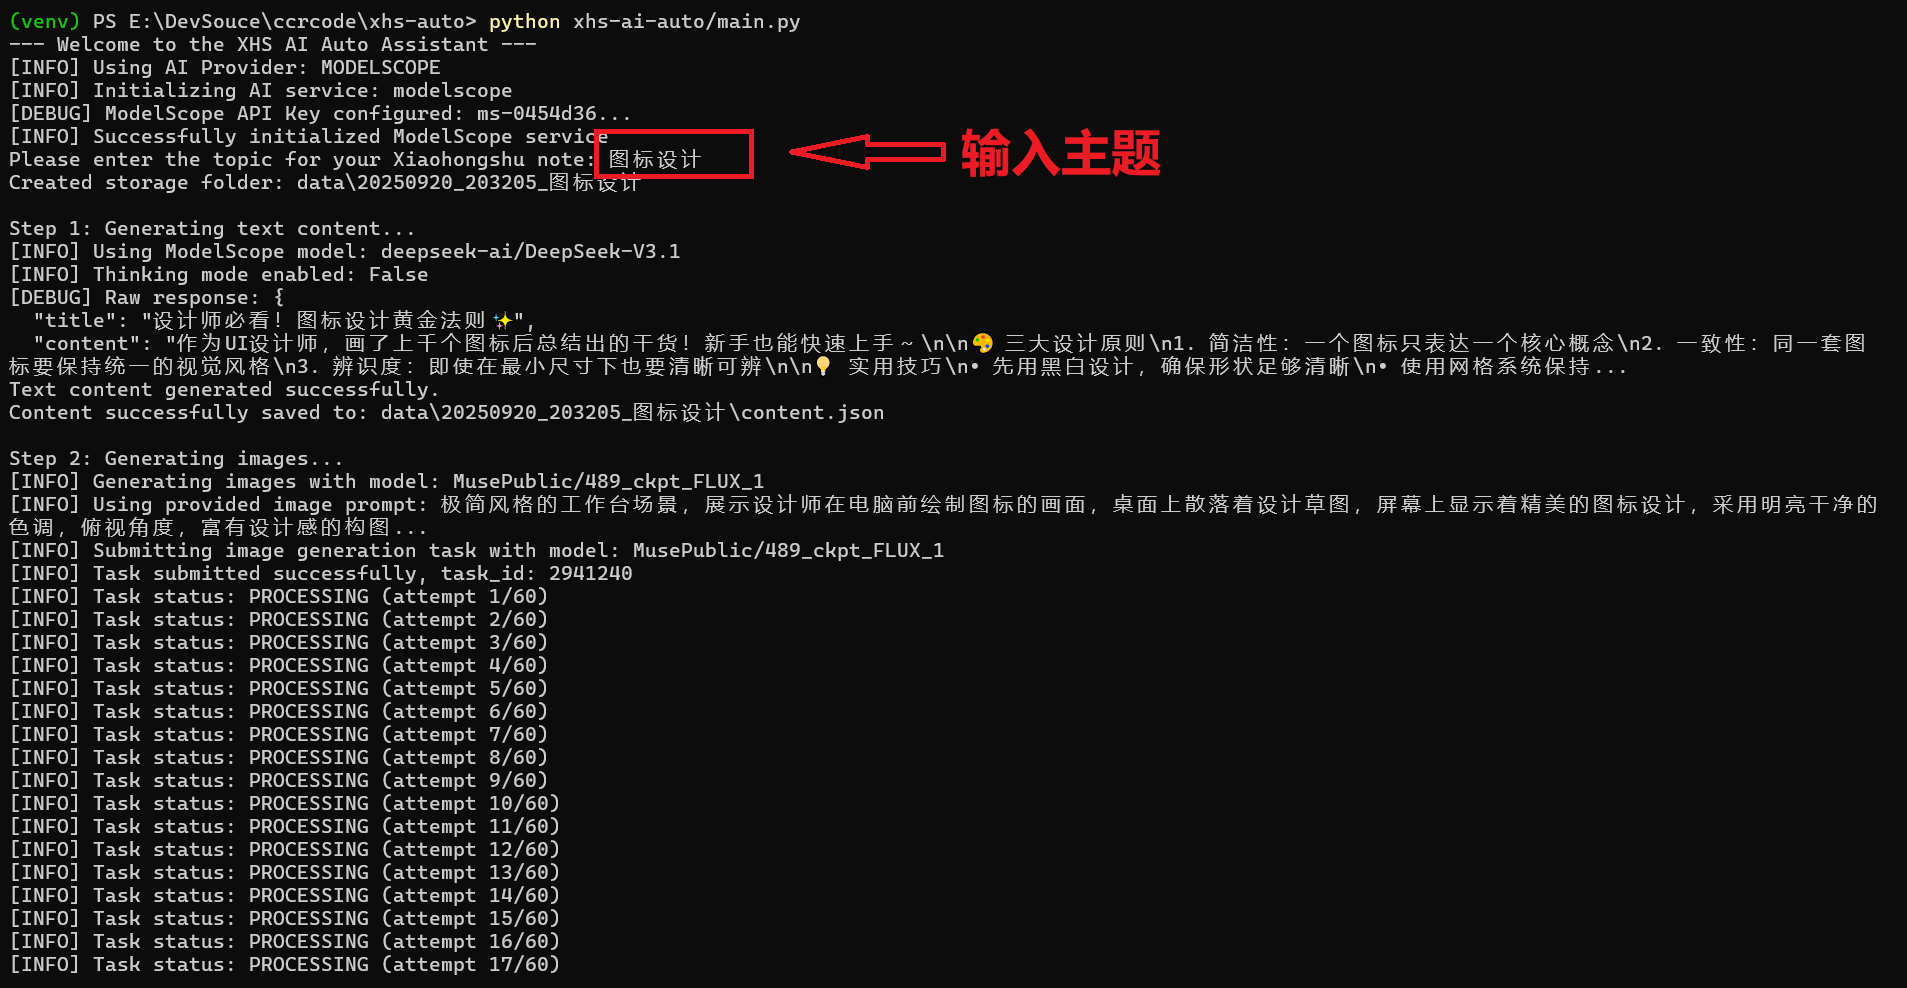 (venv) PS E:\DevSouce\ccrcode\xhs-auto> python xhs-ai-auto/main.py
--- Welcome to the XHS AI Auto Assistant ---
[INFO] Using AI Provider: MODELSCOPE
[INFO] Initializing AI service: modelscope
[DEBUG] ModelScope API Key configured: ms-0454d36...
[INFO] Successfully initialized ModelScope service
Please enter the topic for your Xiaohongshu note: 图标设计
输入主题
Created storage folder: data\20250920_203205_图标设计
Step 1: Generating text content...
[INFO] Using ModelScope model: deepseek-ai/DeepSeek-V3.1
[INFO] Thinking mode enabled: False
[DEBUG] Raw response: {
"title": "设计师必看！图标设计黄金法则✨",
"content": "作为UI设计师，画了上千个图标后总结出的干货！新手也能快速上手～\n\n🎨 三大设计原则\n1. 简洁性：一个图标只表达一个核心概念\n2. 一致性：同一套图
标要保持统一的视觉风格\n3. 辨识度：即使在最小尺寸下也要清晰可辨\n\n💡 实用技巧\n• 先用黑白设计，确保形状足够清晰\n• 使用网格系统保持...
Text content generated successfully.
Content successfully saved to: data\20250920_203205_图标设计\content.json
Step 2: Generating images...
[INFO] Generating images with model: MusePublic/489_ckpt_FLUX_1
[INFO] Using provided image prompt: 极简风格的工作台场景，展示设计师在电脑前绘制图标的画面，桌面上散落着设计草图，屏幕上显示着精美的图标设计，采用明亮干净的
色调，俯视角度，富有设计感的构图...
[INFO] Submitting image generation task with model: MusePublic/489_ckpt_FLUX_1
[INFO] Task submitted successfully, task_id: 2941240
[INFO] Task status: PROCESSING (attempt 1/60)
[INFO] Task status: PROCESSING (attempt 2/60)
[INFO] Task status: PROCESSING (attempt 3/60)
[INFO] Task status: PROCESSING (attempt 4/60)
[INFO] Task status: PROCESSING (attempt 5/60)
[INFO] Task status: PROCESSING (attempt 6/60)
[INFO] Task status: PROCESSING (attempt 7/60)
[INFO] Task status: PROCESSING (attempt 8/60)
[INFO] Task status: PROCESSING (attempt 9/60)
[INFO] Task status: PROCESSING (attempt 10/60)
[INFO] Task status: PROCESSING (attempt 11/60)
[INFO] Task status: PROCESSING (attempt 12/60)
[INFO] Task status: PROCESSING (attempt 13/60)
[INFO] Task status: PROCESSING (attempt 14/60)
[INFO] Task status: PROCESSING (attempt 15/60)
[INFO] Task status: PROCESSING (attempt 16/60)
[INFO] Task status: PROCESSING (attempt 17/60)